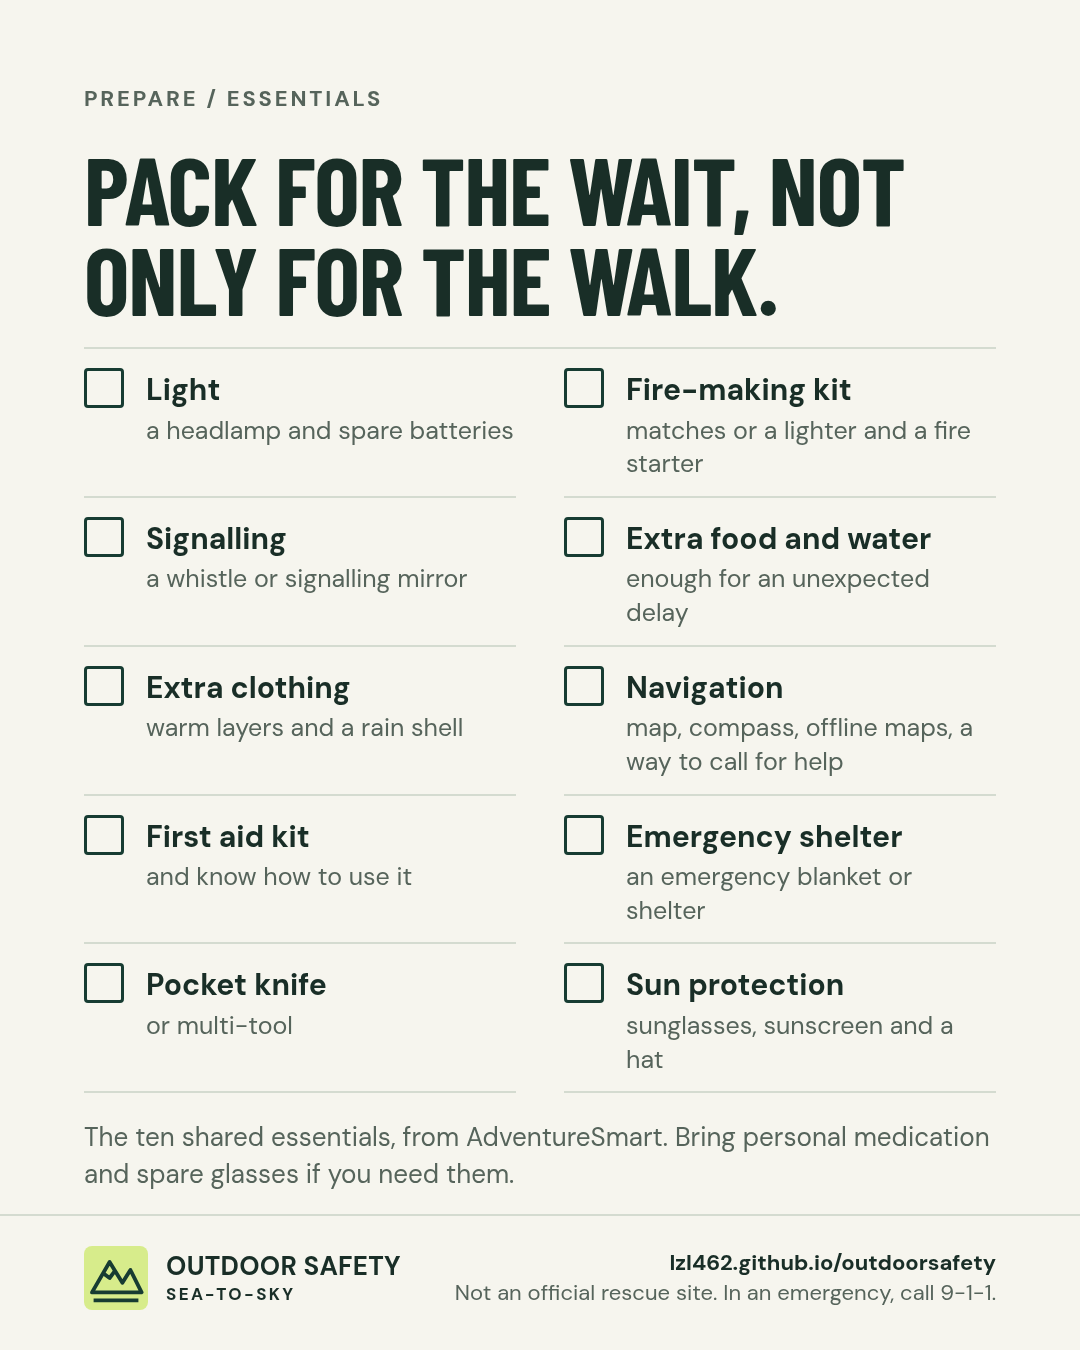 PREPARE / ESSENTIALS
PACK FOR THE WAIT, NOT
ONLY FOR THE WALK.
Light
a headlamp and spare batteries
Fire-making kit
matches or a lighter and a fire
starter
Signalling
a whistle or signalling mirror
Extra food and water
enough for an unexpected
delay
Extra clothing
warm layers and a rain shell
Navigation
map, compass, offline maps, a
way to call for help
First aid kit
and know how to use it
Emergency shelter
an emergency blanket or
shelter
Pocket knife
or multi-tool
Sun protection
sunglasses, sunscreen and a
hat
The ten shared essentials, from AdventureSmart. Bring personal medication
and spare glasses if you need them.
OUTDOOR SAFETY
SEA-TO-SKY
lzl462.github.io/outdoorsafety
Not an official rescue site. In an emergency, call 9-1-1.